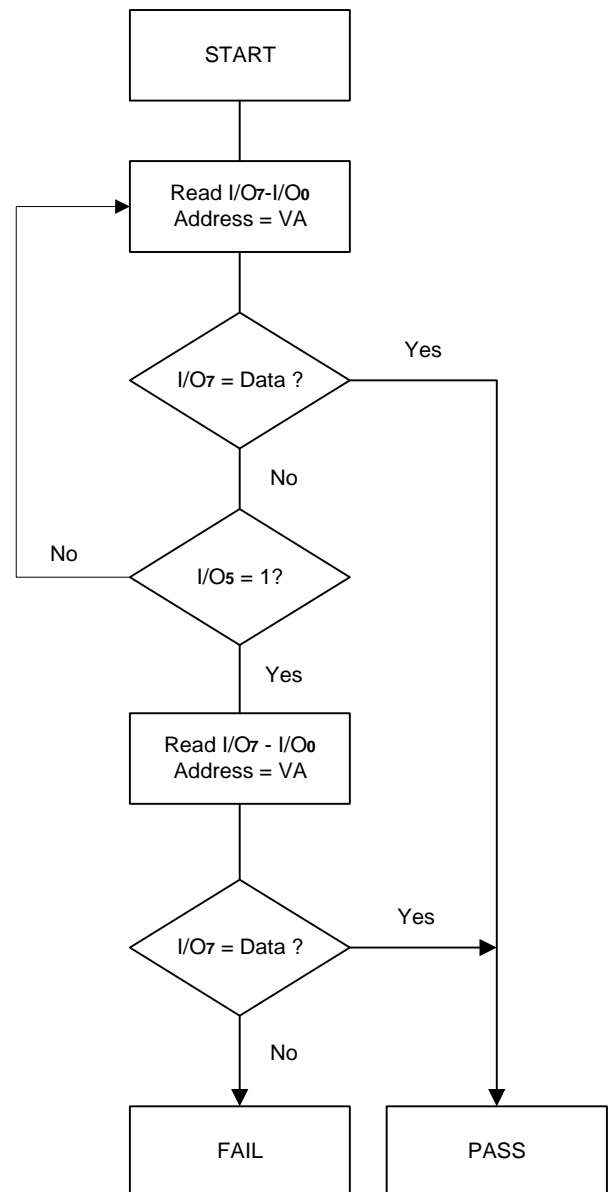 START
Read I/O7-I/O0
Address = VA
Yes
I/O7 = Data ?
No
No
I/O5 = 1?
Yes
Read I/O7 - I/O0
Address = VA
Yes
I/O7 = Data ?
No
FAIL
PASS